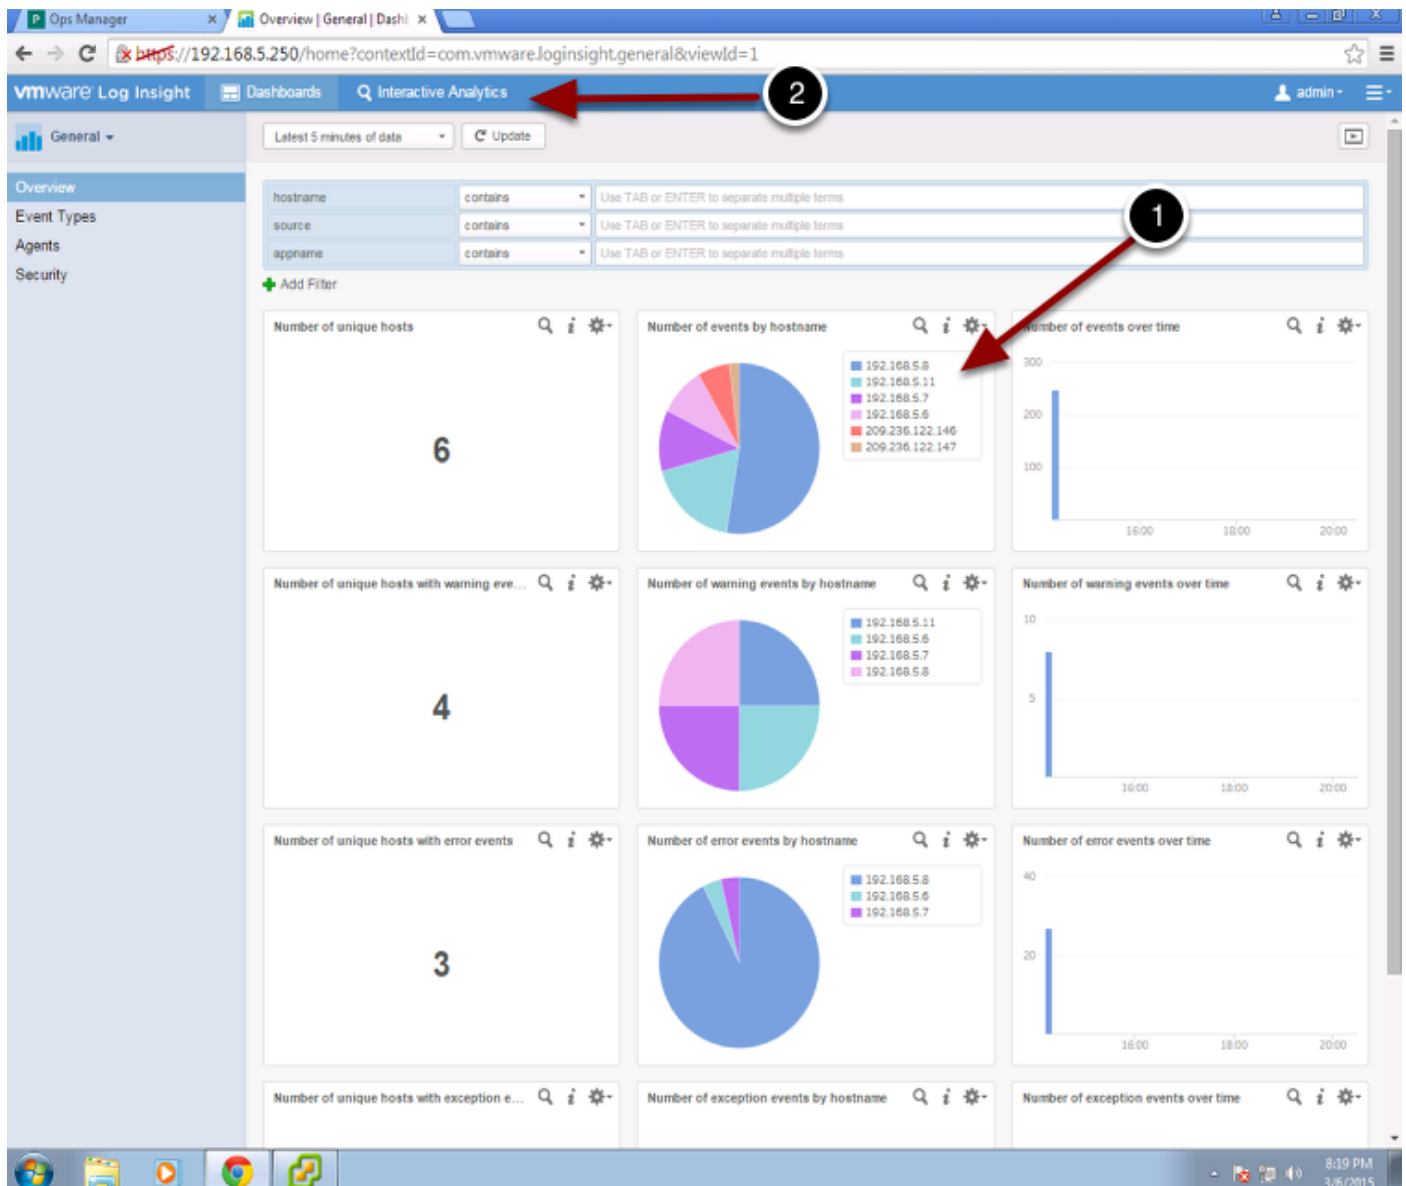 Ops Manager
Overview | General | Dash
https://192.168.5.250/home?contextId=com.vmware.loginsight.general&viewId=1
vmware Log Insight
Dashboards
Interactive Analytics
2
admin
General
Latest 5 minutes of data
Update
Overview
Event Types
Agents
Security
hostname contains Use TAB or ENTER to separate multiple terms
source contains Use TAB or ENTER to separate multiple terms
appname contains Use TAB or ENTER to separate multiple terms
1
Add Filter
Number of unique hosts
6
Number of events by hostname
192.168.5.8
192.168.5.11
192.168.5.7
192.168.5.6
209.236.122.146
209.236.122.147
Number of events over time
300
200
100
16:00 18:00 20:00
Number of unique hosts with warning eve...
4
Number of warning events by hostname
192.168.5.11
192.168.5.6
192.168.5.7
192.168.5.8
Number of warning events over time
10
5
16:00 18:00 20:00
Number of unique hosts with error events
3
Number of error events by hostname
192.168.5.8
192.168.5.6
192.168.5.7
Number of error events over time
40
20
16:00 18:00 20:00
Number of unique hosts with exception e...
Number of exception events by hostname
Number of exception events over time
8:19 PM
3/6/2015